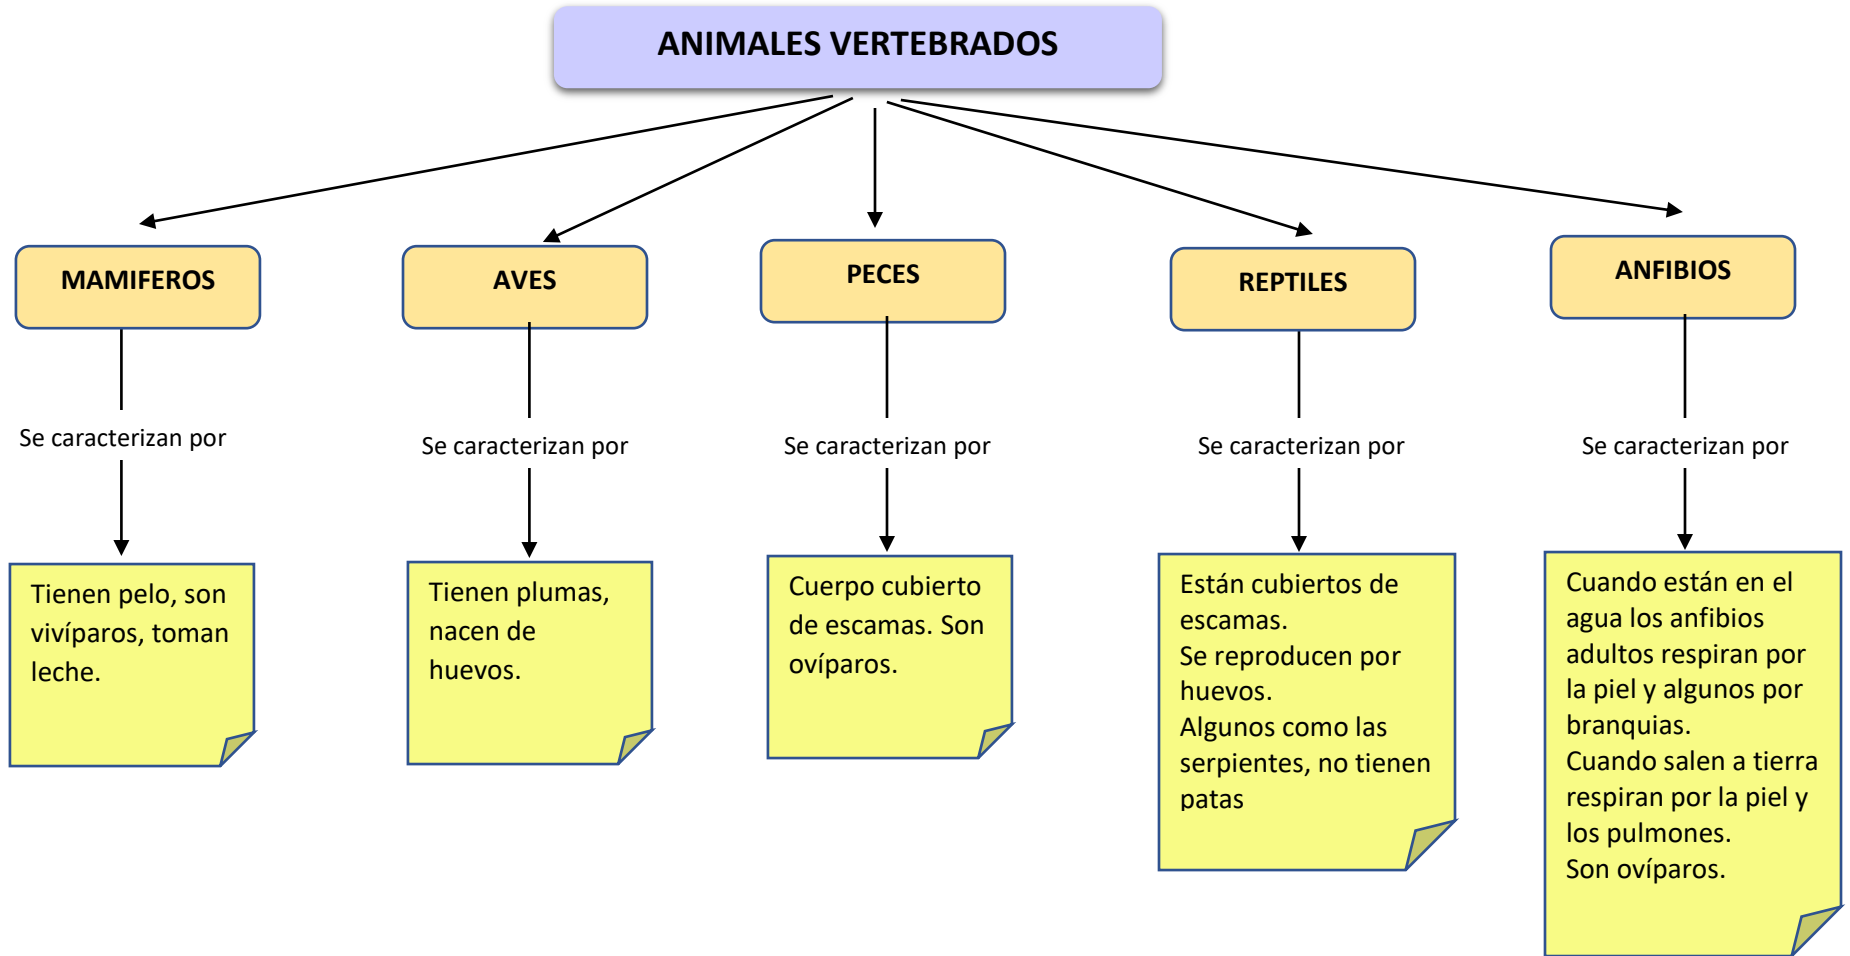 ANIMALES VERTEBRADOS
MAMIFEROS
AVES
PECES
REPTILES
ANFIBIOS
Se caracterizan por
Se caracterizan por
Se caracterizan por
Se caracterizan por
Se caracterizan por
Tienen pelo, son
vivíparos, toman
leche.
Tienen plumas,
nacen de
huevos.
Cuerpo cubierto
de escamas. Son
ovíparos.
Están cubiertos de
escamas.
Se reproducen por
huevos.
Algunos como las
serpientes, no tienen
patas
Cuando están en el
agua los anfibios
adultos respiran por
la piel y algunos por
branquias.
Cuando salen a tierra
respiran por la piel y
los pulmones.
Son ovíparos.